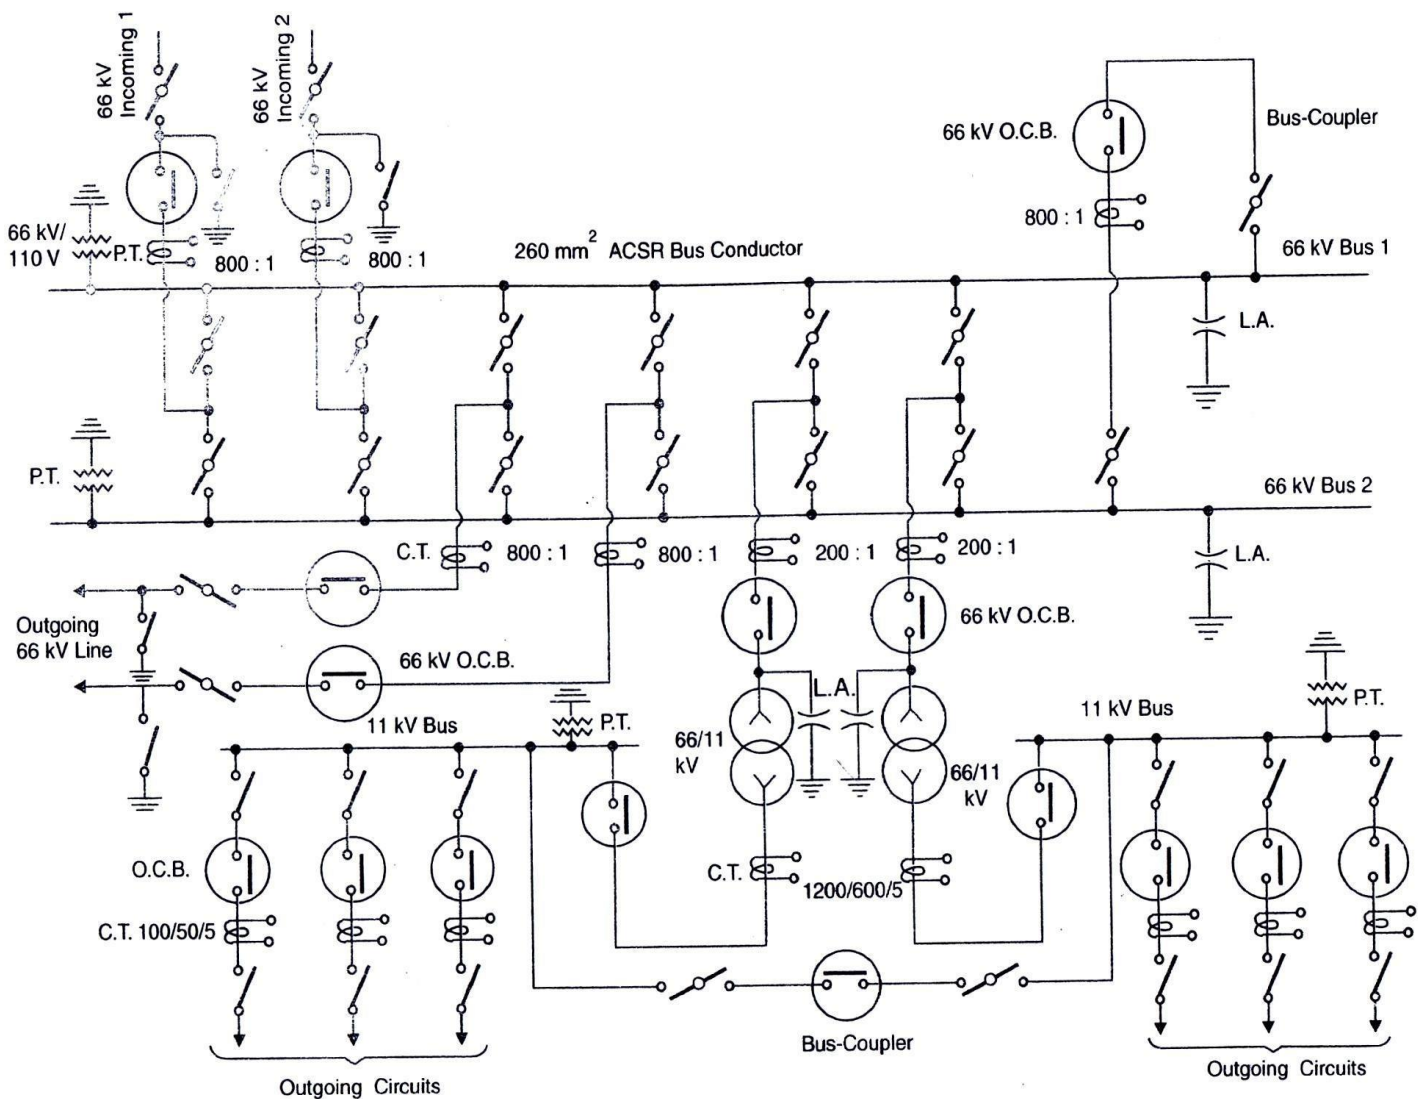 66 kV
Incoming 1
66 kV
Incoming 2
66 kV O.C.B.
Bus-Coupler
800 : 1
66 kV/
110 V
P.T.
800 : 1
800 : 1
260 mm² ACSR Bus Conductor
66 kV Bus 1
L.A.
P.T.
66 kV Bus 2
C.T.
800 : 1
800 : 1
200 : 1
200 : 1
L.A.
Outgoing
66 kV Line
66 kV O.C.B.
66 kV O.C.B.
L.A.
11 kV Bus
P.T.
66/11
kV
66/11
kV
11 kV Bus
P.T.
O.C.B.
C.T.
1200/600/5
C.T. 100/50/5
Bus-Coupler
Outgoing Circuits
Outgoing Circuits